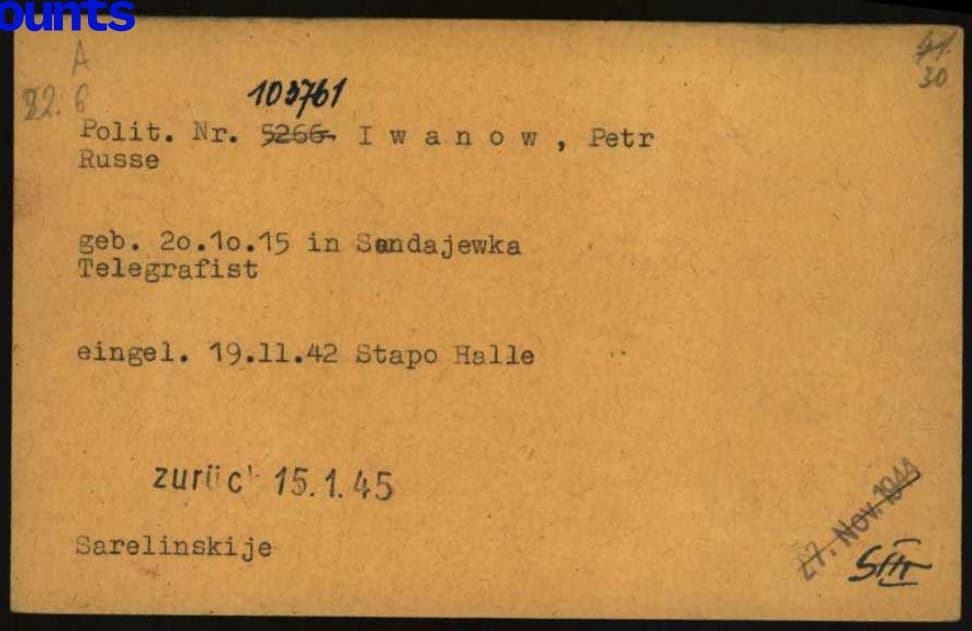 ounts
A
22. 6
30
103761
Polit. Nr. 5266. Iwanow, Petr
Russe
geb. 20.10.15 in Sandajewka
Telegrafist
eingel. 19.11.42 Stapo Halle
zurück 15.1.45
Sarelinskije
27. Nov. 1944